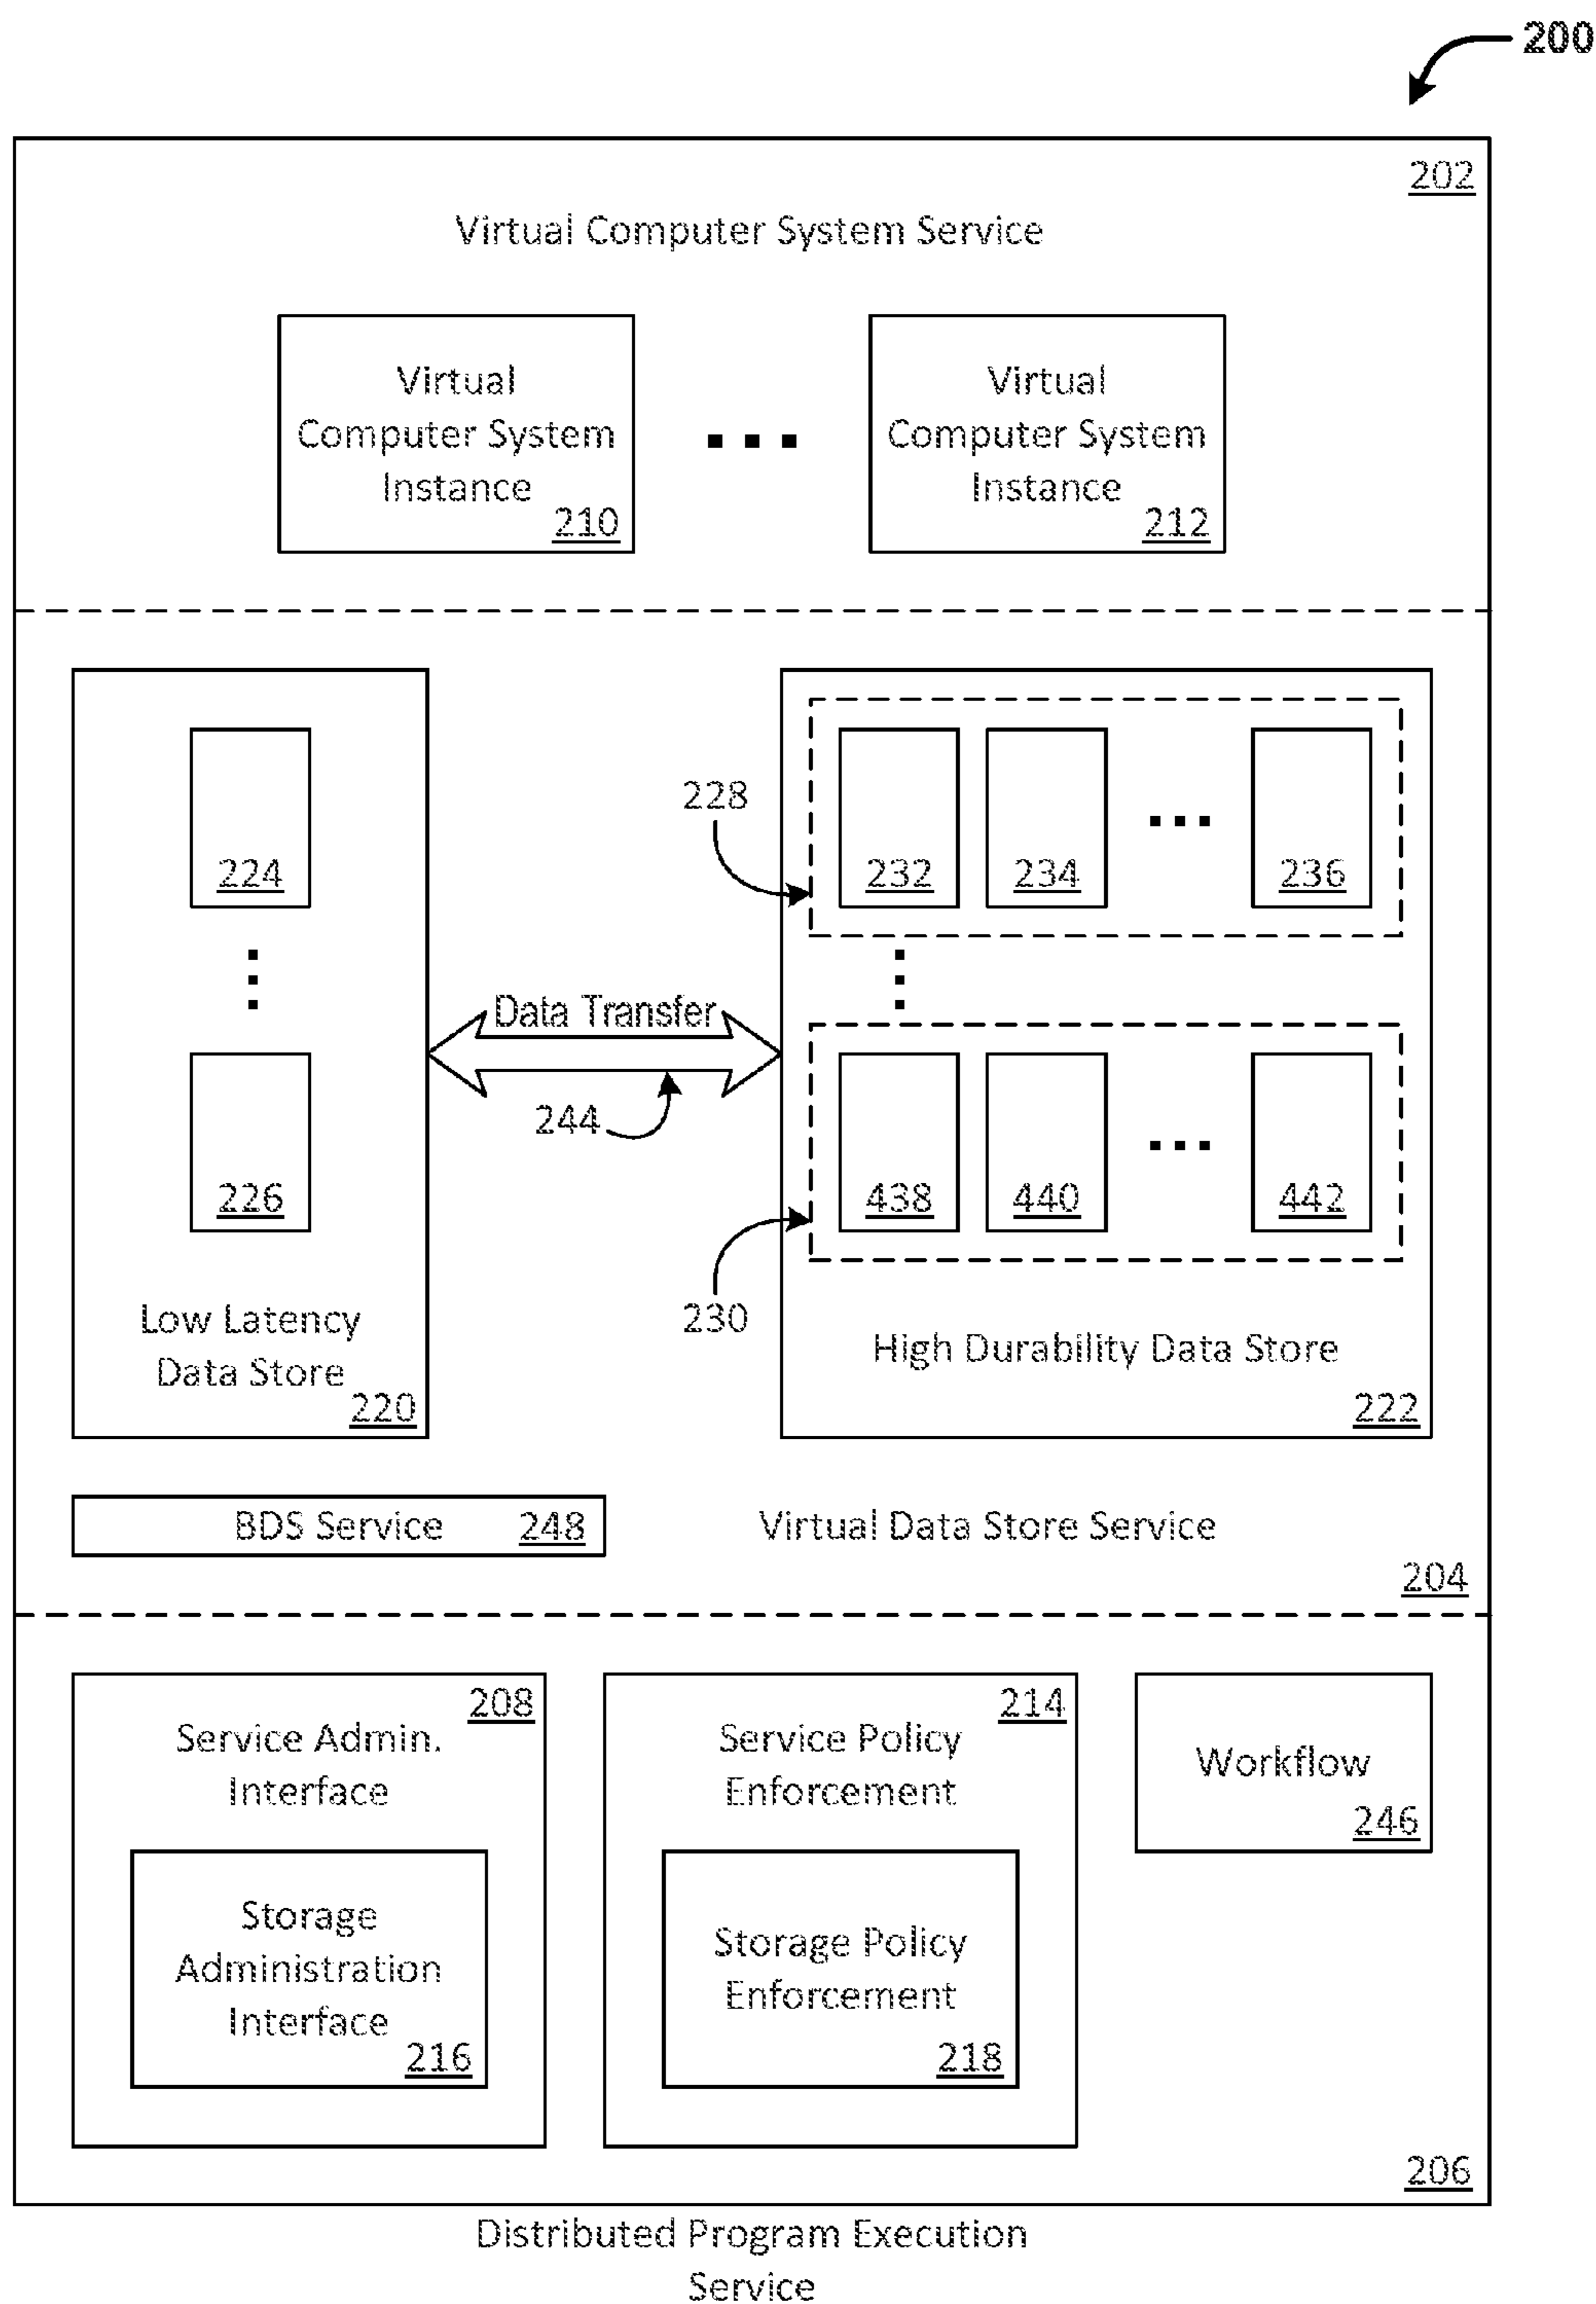 200
202
Virtual Computer System Service
Virtual
Computer System
Instance
210
Virtual
Computer System
Instance
212
224
226
Low Latency
Data Store
220
Data Transfer
244
228
232
234
236
438
440
442
230
High Durability Data Store
222
BDS Service 248
Virtual Data Store Service
204
208
Service Admin.
Interface
Storage
Administration
Interface
216
214
Service Policy
Enforcement
Storage Policy
Enforcement
218
Workflow
246
206
Distributed Program Execution
Service